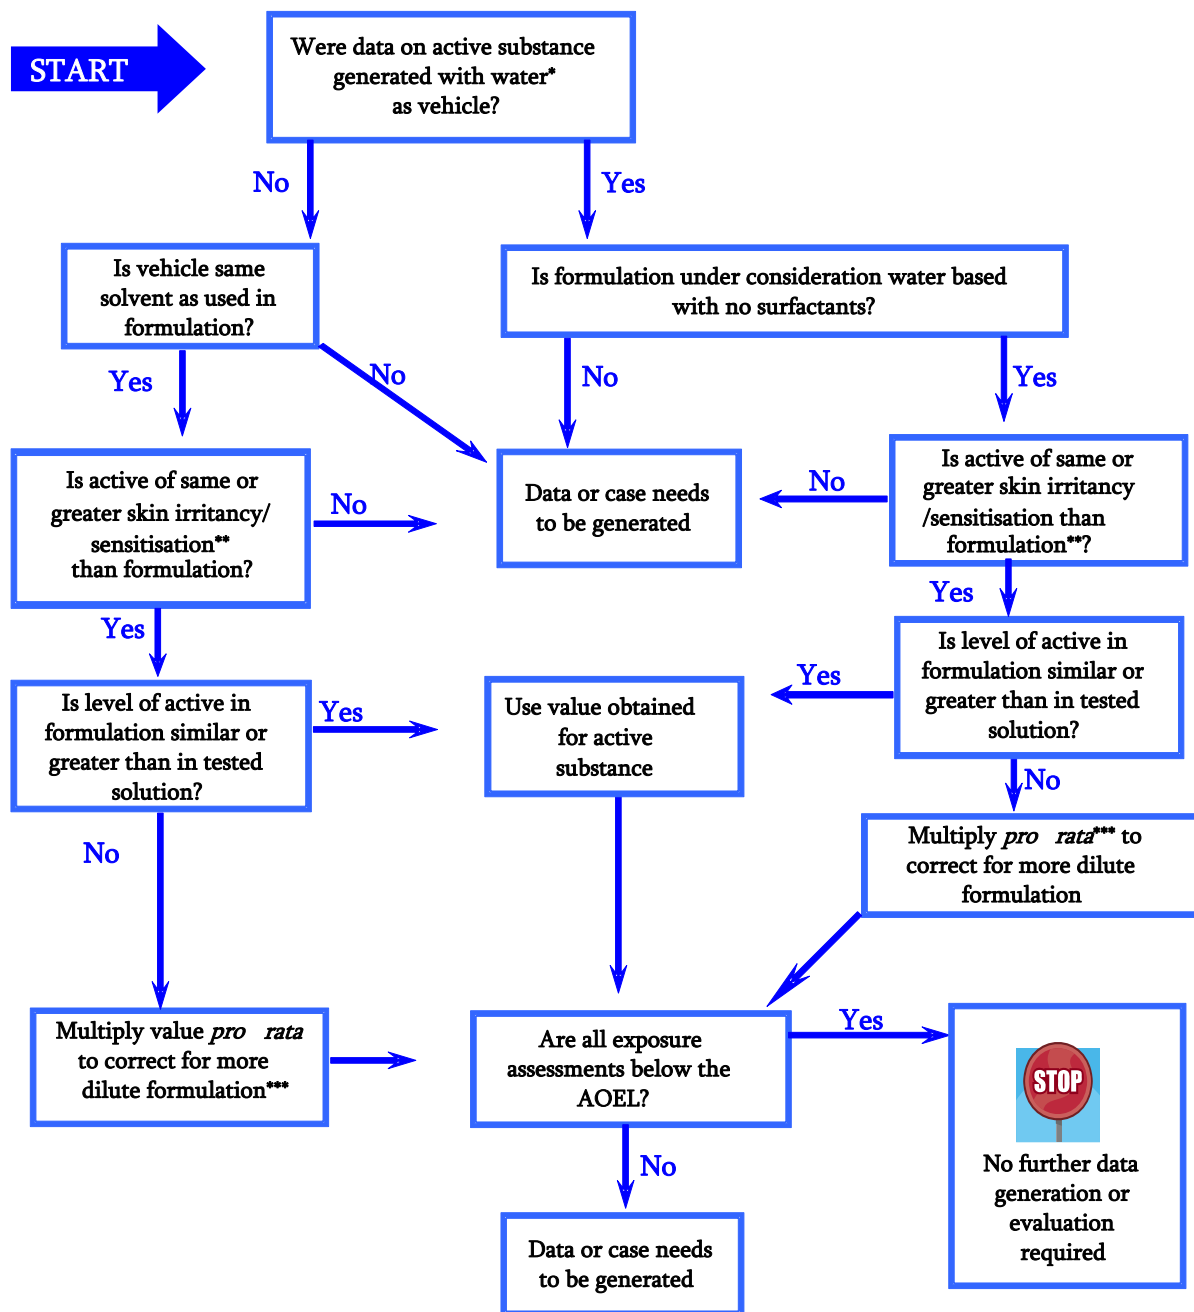 START
Were data on active substance
generated with water*
as vehicle?
No
Yes
Is vehicle same
solvent as used in
formulation?
Is formulation under consideration water based
with no surfactants?
Yes
No
No
Yes
Is active of same or
greater skin irritancy/
sensitisation**
than formulation?
No
Data or case needs
to be generated
No
Is active of same or
greater skin irritancy
/sensitisation than
formulation**?
Yes
Yes
Is level of active in
formulation similar or
greater than in tested
solution?
Yes
Use value obtained
for active
substance
Yes
Is level of active in
formulation similar or
greater than in tested
solution?
No
No
Multiply pro rata*** to
correct for more dilute
formulation
Multiply value pro rata
to correct for more
dilute formulation***
Are all exposure
assessments below the
AOEL?
Yes
STOP
No further data
generation or
evaluation
required
No
Data or case needs
to be generated